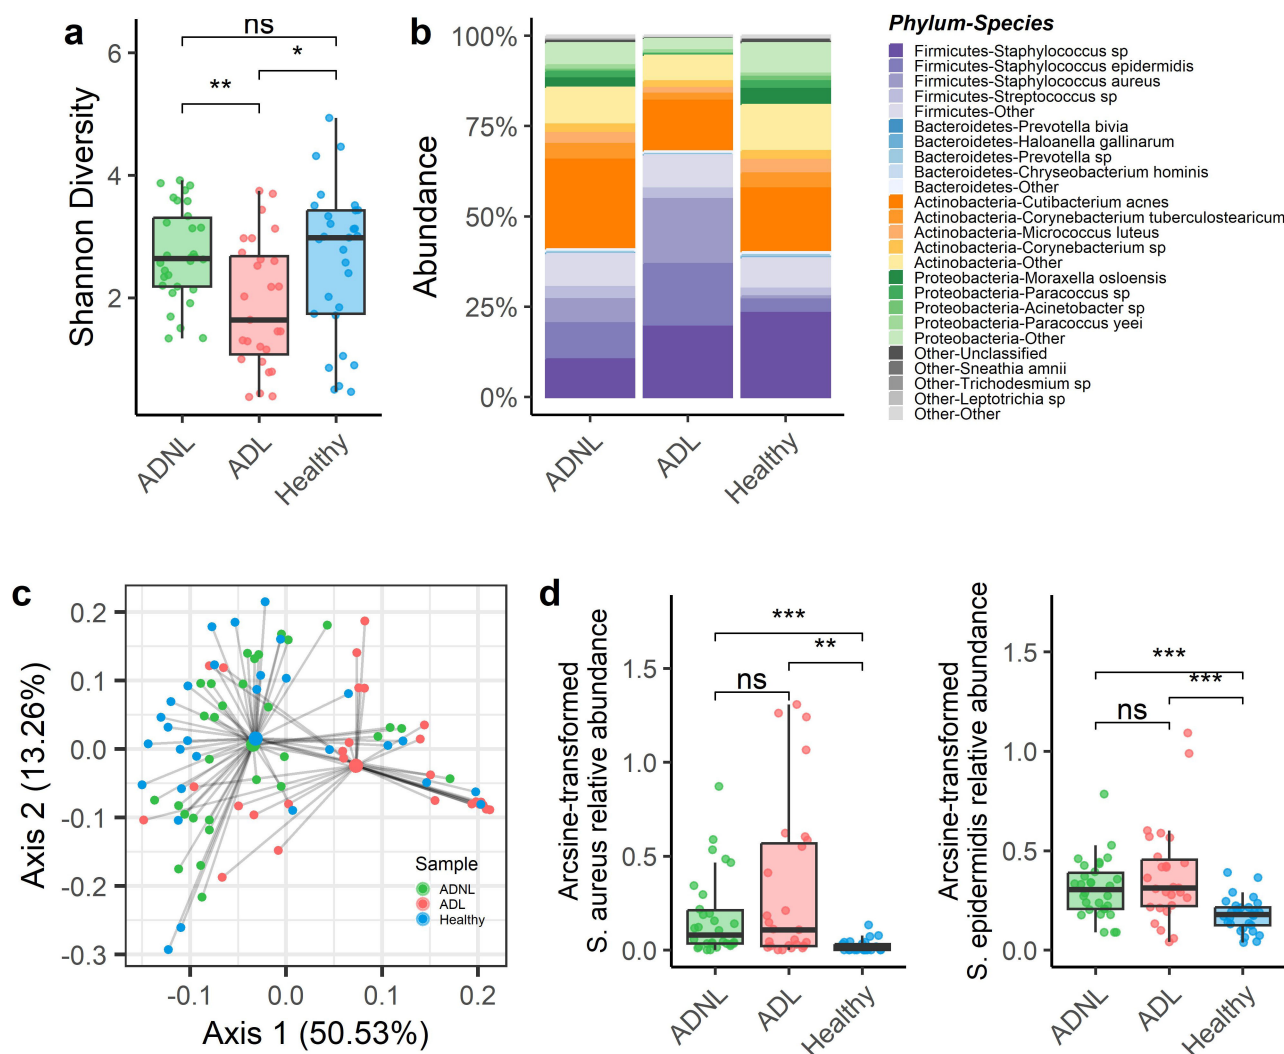 a
ns
*
**
6
4
2
Shannon Diversity
ADNL
ADL
Healthy
b
100%
75%
50%
25%
0%
Abundance
ADNL
ADL
Healthy
Phylum-Species
Firmicutes-Staphylococcus sp
Firmicutes-Staphylococcus epidermidis
Firmicutes-Staphylococcus aureus
Firmicutes-Streptococcus sp
Firmicutes-Other
Bacteroidetes-Prevotella bivia
Bacteroidetes-Haloanella gallinarum
Bacteroidetes-Prevotella sp
Bacteroidetes-Chryseobacterium hominis
Bacteroidetes-Other
Actinobacteria-Cutibacterium acnes
Actinobacteria-Corynebacterium tuberculostearicum
Actinobacteria-Micrococcus luteus
Actinobacteria-Corynebacterium sp
Actinobacteria-Other
Proteobacteria-Moraxella osloensis
Proteobacteria-Paracoccus sp
Proteobacteria-Acinetobacter sp
Proteobacteria-Paracoccus yeei
Proteobacteria-Other
Other-Unclassified
Other-Sneathia amnii
Other-Trichodesmium sp
Other-Leptotrichia sp
Other-Other
c
0.2
0.1
0.0
-0.1
-0.2
-0.3
Axis 2 (13.26%)
Sample
ADNL
ADL
Healthy
-0.1
0.0
0.1
0.2
Axis 1 (50.53%)
d
Arcsine-transformed
S. aureus relative abundance
***
**
ns
1.5
1.0
0.5
0.0
ADNL
ADL
Healthy
Arcsine-transformed
S. epidermidis relative abundance
***
***
ns
1.5
1.0
0.5
0.0
ADNL
ADL
Healthy